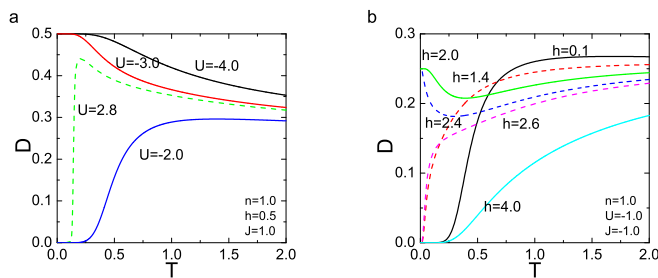 a
0.5
0.4
0.3
0.2
0.1
0.0
D
U=-3.0
U=-4.0
U=2.8
U=-2.0
n=1.0
h=0.5
J=1.0
0.0 0.5 1.0 1.5 2.0
T
b
0.3
0.2
0.1
0.0
D
h=2.0
h=0.1
h=1.4
h=2.4
h=2.6
h=4.0
n=1.0
U=-1.0
J=-1.0
0.0 0.5 1.0 1.5 2.0
T